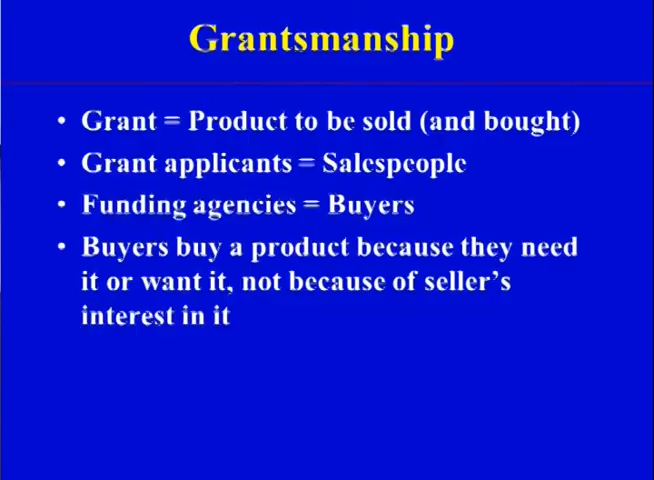 Grantsmanship
• Grant = Product to be sold (and bought)
• Grant applicants = Salespeople
• Funding agencies = Buyers
• Buyers buy a product because they need
it or want it, not because of seller's
interest in it